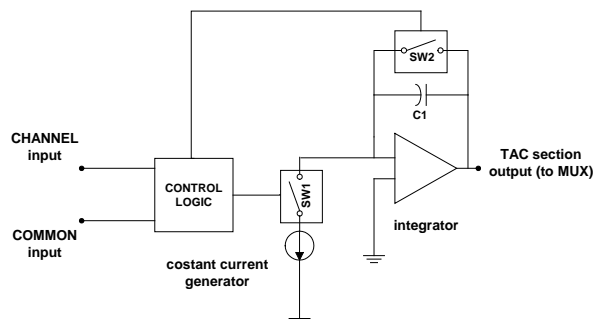 SW2
C1
CHANNEL
input
TAC section
output (to MUX)
CONTROL
LOGIC
SW1
integrator
COMMON
input
costant current
generator